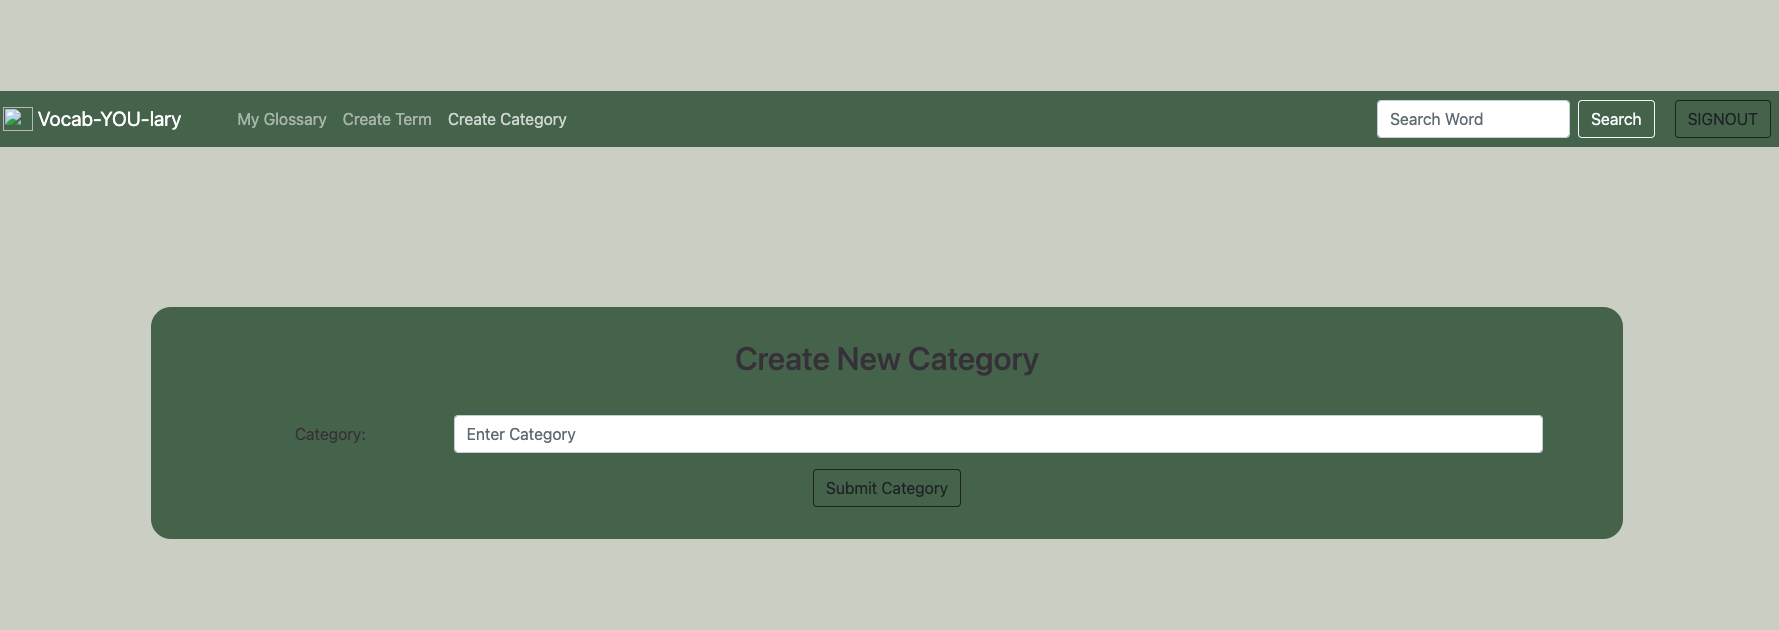 Vocab-YOU-lary My Glossary Create Term Create Category Search Word Search SIGNOUT
Create New Category
Category: Enter Category
Submit Category